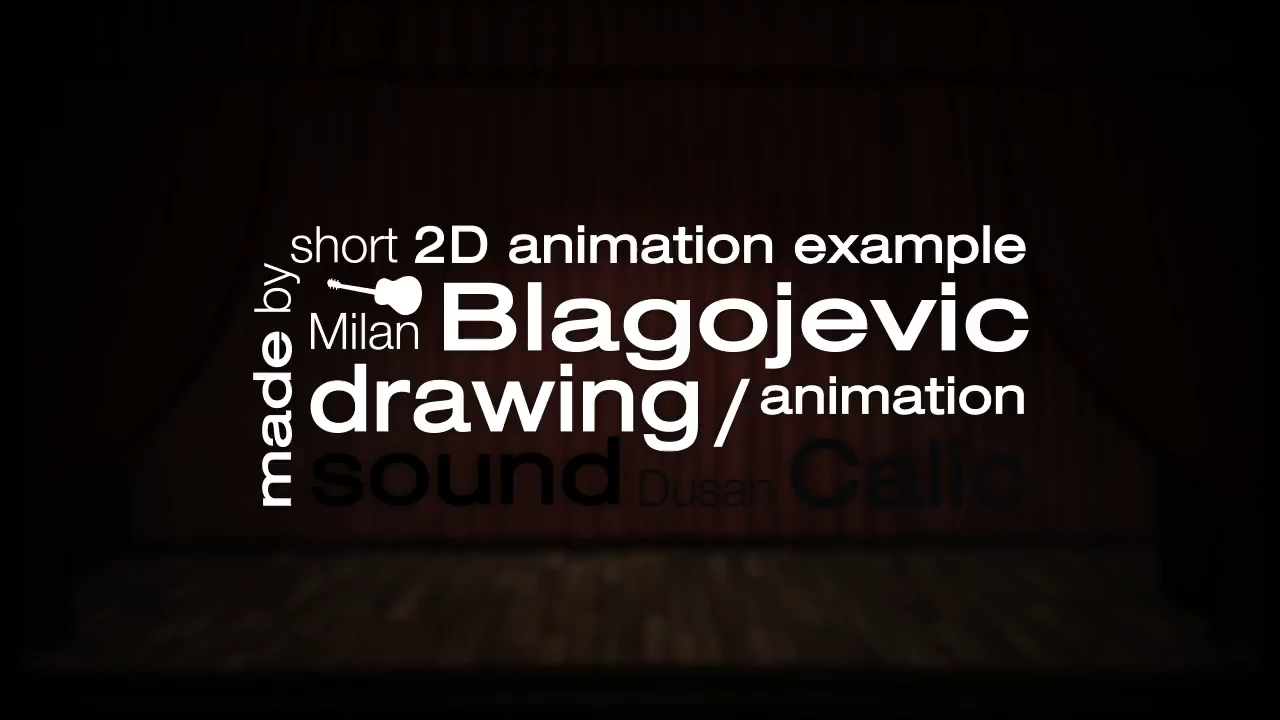 short 2D animation example
made by
Milan Blagojevic
drawing / animation
sound Dusan Calic